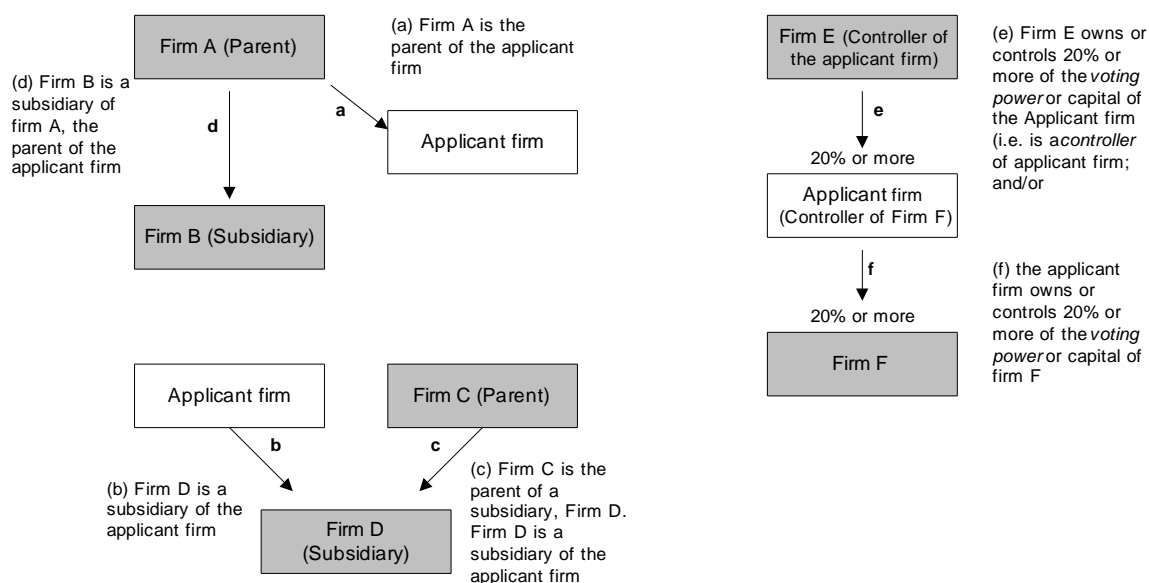 Firm A (Parent)
(a) Firm A is the
parent of the applicant
firm
(d) Firm B is a
subsidiary of
firm A, the
parent of the
applicant firm
d
a
Applicant firm
Firm B (Subsidiary)
Applicant firm
Firm C (Parent)
b
c
(b) Firm D is a
subsidiary of the
applicant firm
Firm D
(Subsidiary)
(c) Firm C is the
parent of a
subsidiary, Firm D.
Firm D is a
subsidiary of the
applicant firm
Firm E (Controller of
the applicant firm)
e
20% or more
Applicant firm
(Controller of Firm F)
f
20% or more
Firm F
(e) Firm E owns or
controls 20% or
more of the voting
power or capital of
the Applicant firm
(i.e. is a controller
of applicant firm;
and/or
(f) the applicant
firm owns or
controls 20% or
more of the voting
power or capital of
firm F